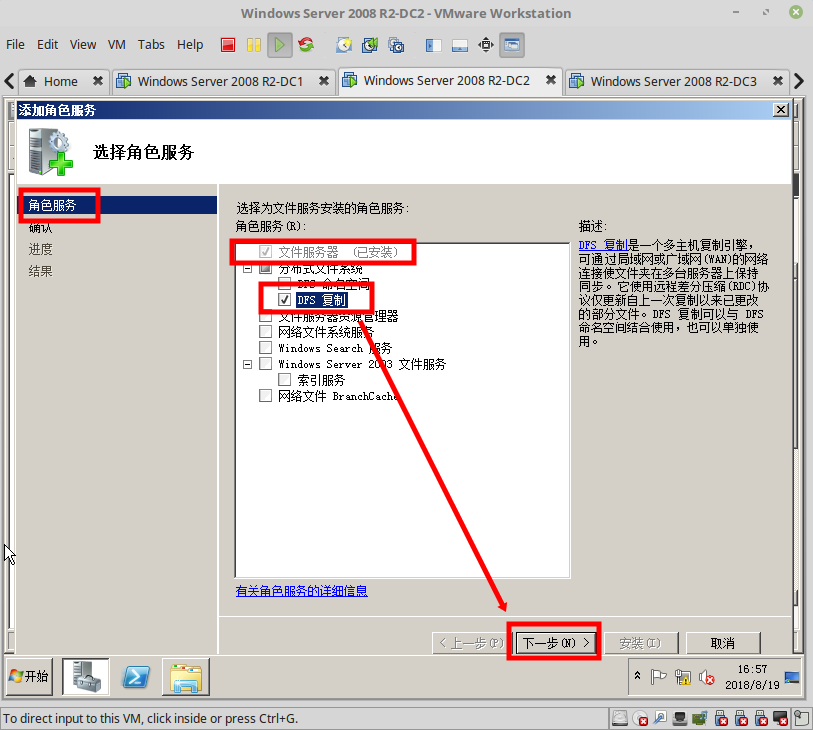 Windows Server 2008 R2-DC2 - VMware Workstation
File Edit View VM Tabs Help
Home Windows Server 2008 R2-DC1 Windows Server 2008 R2-DC2 Windows Server 2008 R2-DC3
添加角色服务
选择角色服务
角色服务
确认
进度
结果
选择为文件服务安装的角色服务:
角色服务(R):
文件服务器 (已安装)
分布式文件系统
DFS 命名空间
DFS 复制
文件服务器资源管理器
网络文件系统服务
Windows Search 服务
Windows Server 2003 文件服务
索引服务
网络文件 BranchCache
有关角色服务的详细信息
描述:
DFS 复制是一个多主机复制引擎，
可通过局域网或广域网(WAN)的网络
连接使文件夹在多台服务器上保持
同步。它使用远程差分压缩(RDC)协
议仅更新自上一次复制以来已更改
的部分文件。DFS 复制可以与 DFS
命名空间结合使用，也可以单独使
用。
< 上一步(P) 下一步(N) > 安装(I) 取消
开始
16:57
2018/8/19
To direct input to this VM, click inside or press Ctrl+G.